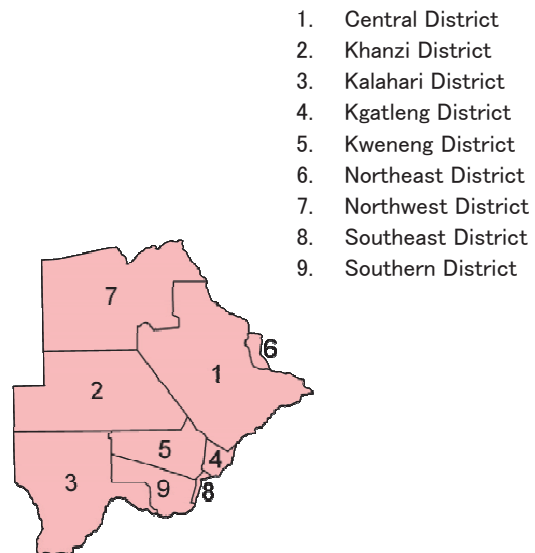 1. Central District
2. Khanzi District
3. Kalahari District
4. Kgatleng District
5. Kweneng District
6. Northeast District
7. Northwest District
8. Southeast District
9. Southern District
7
6
1
2
5
4
3
9
8